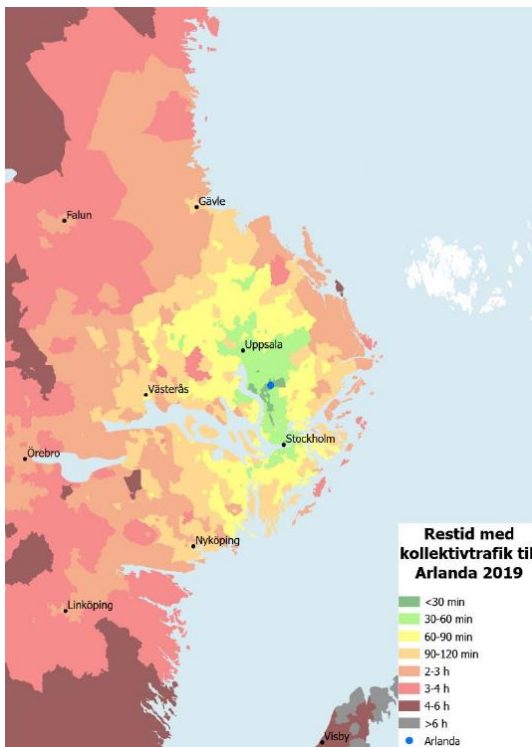 Gävle
Falun
Uppsala
Västerås
Stockholm
Örebro
Nyköping
Linköping
Visby
Restid med
kollektivtrafik til
Arlanda 2019
<30 min
30-60 min
60-90 min
90-120 min
2-3 h
3-4 h
4-6 h
>6 h
Arlanda